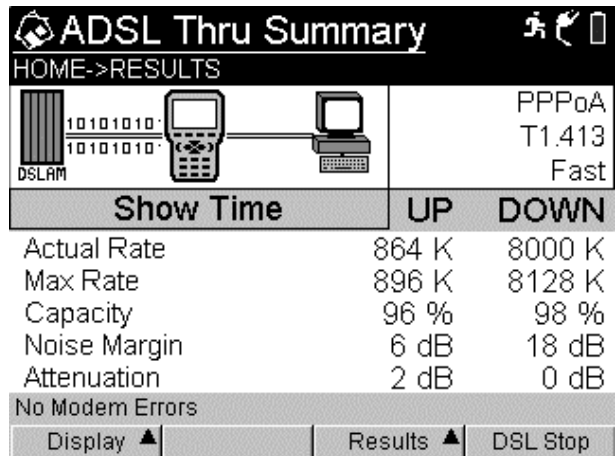 ADSL Thru Summary
HOME->RESULTS
10101010
10101010
DSLAM
PPPoA
T1.413
Fast
Show Time UP DOWN
Actual Rate 864 K 8000 K
Max Rate 896 K 8128 K
Capacity 96 % 98 %
Noise Margin 6 dB 18 dB
Attenuation 2 dB 0 dB
No Modem Errors
Display ▲ Results ▲ DSL Stop